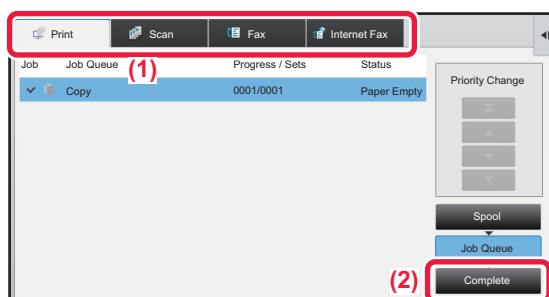 Print Scan Fax Internet Fax
(1)
Job Job Queue Progress / Sets Status
Copy 0001/0001 Paper Empty
Priority Change
Spool
Job Queue
(2) Complete